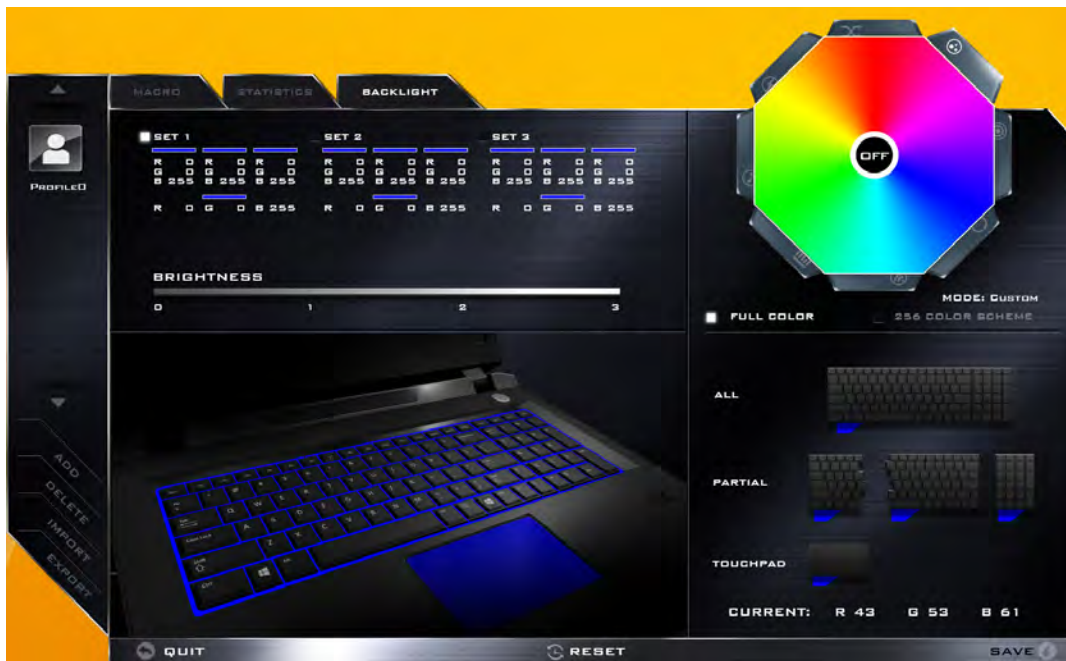 MACRO STATISTICS BACKLIGHT
PROFILE0
SET 1 SET 2 SET 3
R 0 R 0 R 0 R 0 R 0 R 0 R 0 R 0 R 0
G 0 G 0 G 0 G 0 G 0 G 0 G 0 G 0 G 0
B 255 B 255 B 255 B 255 B 255 B 255 B 255 B 255 B 255
R 0 G 0 B 255 R 0 G 0 B 255 R 0 G 0 B 255
BRIGHTNESS
0 1 2 3
OFF
MODE: CUSTOM
FULL COLOR 256 COLOR SCHEME
ALL
PARTIAL
TOUCHPAD
CURRENT: R 43 G 53 B 61
ADD
DELETE
IMPORT
EXPORT
QUIT RESET SAVE